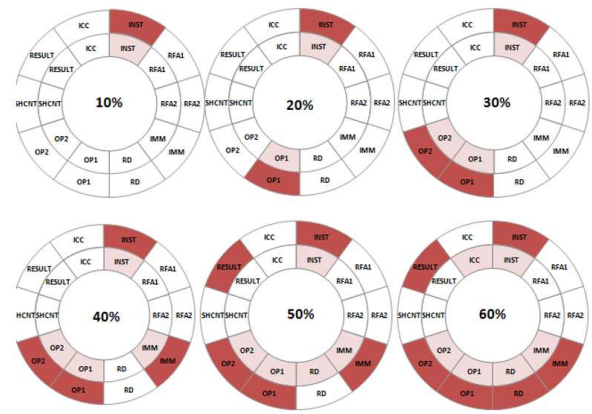 ICC INST
ICC INST
RESULT RFA1
RESULT RFA1
SHCNT SHCNT 10% RFA2 RFA2
OP2 IMM
OP2 IMM
OP1 RD
OP1 RD
ICC INST
ICC INST
RESULT RFA1
RESULT RFA1
SHCNT SHCNT 20% RFA2 RFA2
OP2 IMM
OP2 IMM
OP1 RD
OP1 RD
ICC INST
ICC INST
RESULT RFA1
RESULT RFA1
SHCNT SHCNT 30% RFA2 RFA2
OP2 IMM
OP2 IMM
OP1 RD
OP1 RD
ICC INST
ICC INST
RESULT RFA1
RESULT RFA1
HCNT SHCNT 40% RFA2 RFA2
OP2 IMM
OP2 IMM
OP1 RD
OP1 RD
ICC INST
ICC INST
RESULT RFA1
RESULT RFA1
SHCNT SHCNT 50% RFA2 RFA2
OP2 IMM
OP2 IMM
OP1 RD
OP1 RD
ICC INST
ICC INST
RESULT RFA1
RESULT RFA1
SHCNT SHCNT 60% RFA2 RFA2
OP2 IMM
OP2 IMM
OP1 RD
OP1 RD